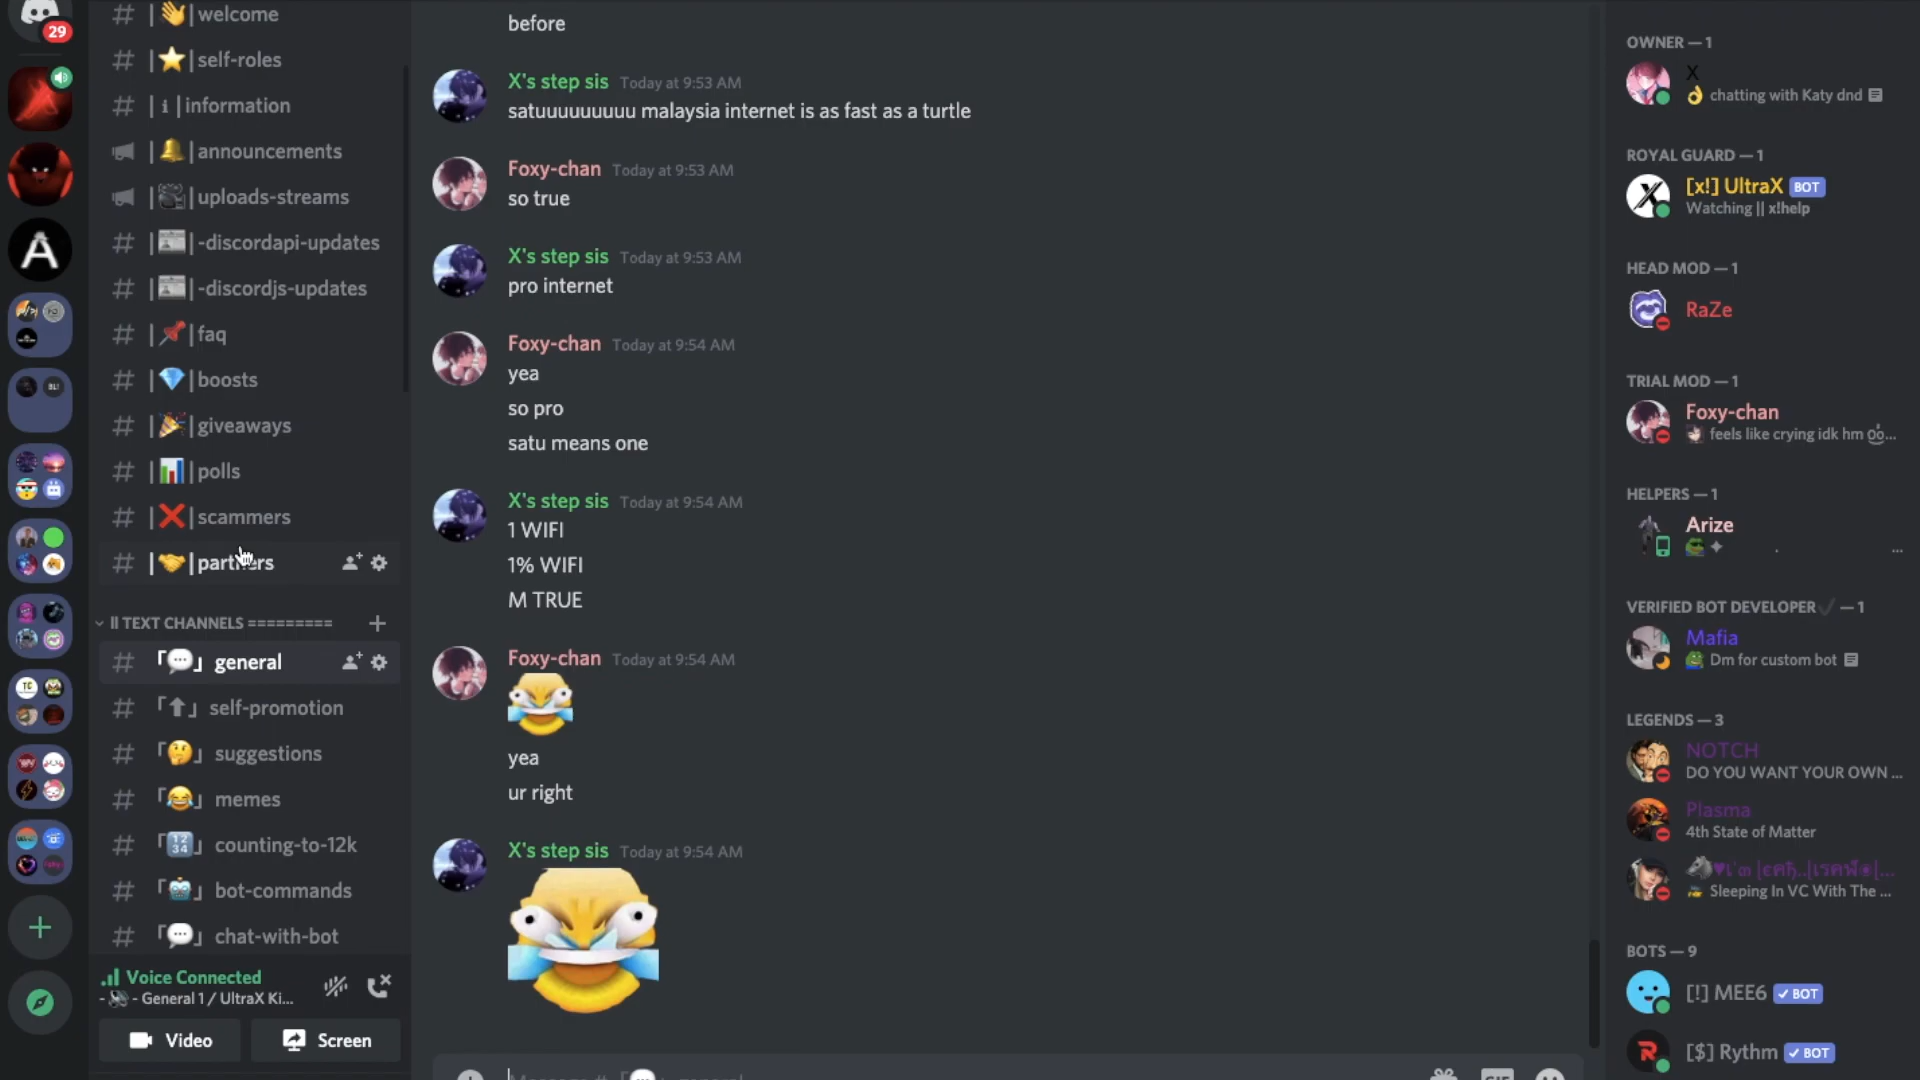 29
welcome
self-roles
information
announcements
uploads-streams
-discordapi-updates
-discordjs-updates
faq
boosts
giveaways
polls
scammers
partners
|| TEXT CHANNELS =========
「💬」 general
「⬆」 self-promotion
「🤔」 suggestions
「😂」 memes
「🔢」 counting-to-12k
「🤖」 bot-commands
「💬」 chat-with-bot
Voice Connected
- 🔊 - General 1 / UltraX Ki...
Video
Screen
before
X's step sis Today at 9:53 AM
satuuuuuuuuu malaysia internet is as fast as a turtle
Foxy-chan Today at 9:53 AM
so true
X's step sis Today at 9:53 AM
pro internet
Foxy-chan Today at 9:54 AM
yea
so pro
satu means one
X's step sis Today at 9:54 AM
1 WIFI
1% WIFI
M TRUE
Foxy-chan Today at 9:54 AM
yea
ur right
X's step sis Today at 9:54 AM
OWNER — 1
X
👌 chatting with Katy dnd
ROYAL GUARD — 1
[x!] UltraX BOT
Watching || x!help
HEAD MOD — 1
RaZe
TRIAL MOD — 1
Foxy-chan
feels like crying idk hm
HELPERS — 1
Arize
VERIFIED BOT DEVELOPER ✓ — 1
Mafia
Dm for custom bot
LEGENDS — 3
NOTCH
DO YOU WANT YOUR OWN ...
Plasma
4th State of Matter
Sleeping In VC With The ...
BOTS — 9
[!] MEE6 ✓ BOT
[$] Rythm ✓ BOT